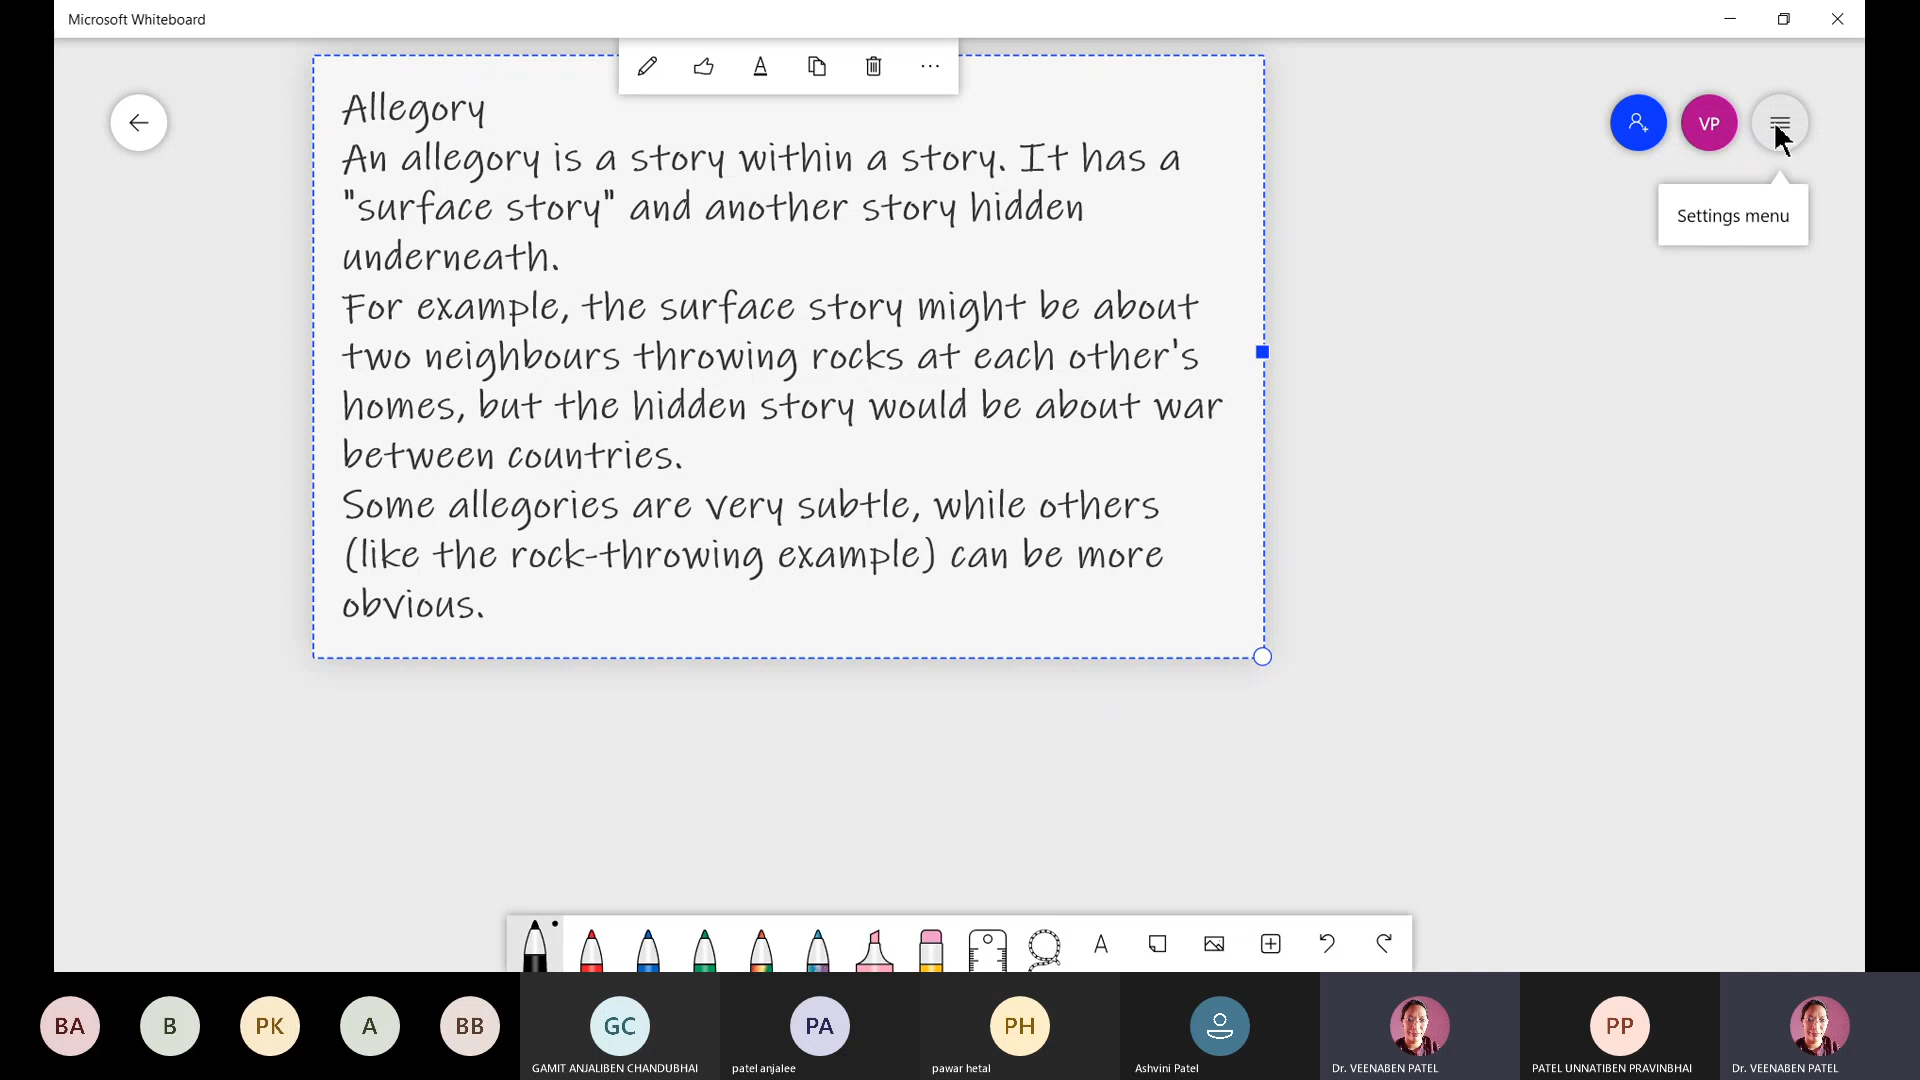 Microsoft Whiteboard
Allegory
An allegory is a story within a story. It has a
"surface story" and another story hidden
underneath.
For example, the surface story might be about
two neighbours throwing rocks at each other's
homes, but the hidden story would be about war
between countries.
Some allegories are very subtle, while others
(like the rock-throwing example) can be more
obvious.
VP
Settings menu
BA
B
PK
A
BB
GC
PA
PH
PP
GAMIT ANJALIBEN CHANDUBHAI
patel anjalee
pawar hetal
Ashvini Patel
Dr. VEENABEN PATEL
PATEL UNNATIBEN PRAVINBHAI
Dr. VEENABEN PATEL